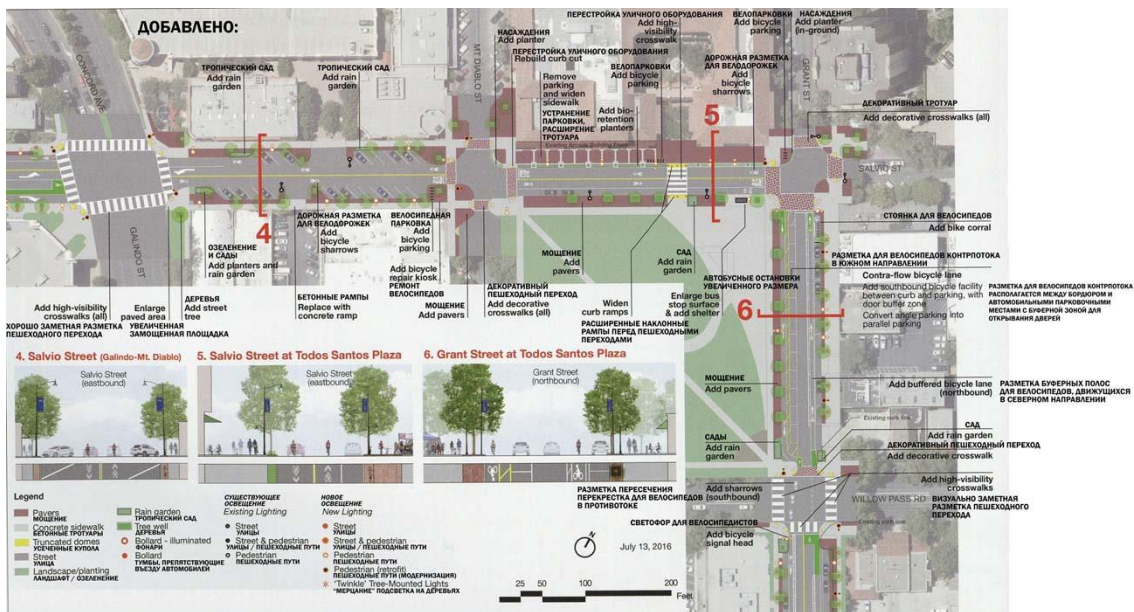 ДОБАВЛЕНО:
CONCORD AVE
MT DIABLO ST
GRANT ST
GALINDO ST
SALVIO ST
WILLOW PASS RD
ТРОПИЧЕСКИЙ САД
Add rain
garden
ТРОПИЧЕСКИЙ САД
Add rain
garden
НАСАЖДЕНИЯ
Add planter
ПЕРЕСТРОЙКА УЛИЧНОГО ОБОРУДОВАНИЯ
Rebuild curb cut
Remove
parking
and widen
sidewalk
УСТРАНЕНИЕ
ПАРКОВКИ,
РАСШИРЕНИЕ
ТРОТУАРА
ПЕРЕСТРОЙКА УЛИЧНОГО ОБОРУДОВАНИЯ
Add high-
visibility
crosswalk
ВЕЛОПАРКОВКИ
Add bicycle
parking
Add bio-
retention
planters
ВЕЛОПАРКОВКИ
Add bicycle
parking
ДОРОЖНАЯ РАЗМЕТКА
ДЛЯ ВЕЛОДОРОЖЕК
Add
bicycle
sharrows
НАСАЖДЕНИЯ
Add planter
(in-ground)
ДЕКОРАТИВНЫЙ ТРОТУАР
Add decorative crosswalks (all)
4
5
6
Add high-visibility
crosswalks (all)
ХОРОШО ЗАМЕТНАЯ РАЗМЕТКА
ПЕШЕХОДНОГО ПЕРЕХОДА
Enlarge
paved area
УВЕЛИЧЕННАЯ
ЗАМОЩЕННАЯ ПЛОЩАДКА
ДЕРЕВЬЯ
Add street
tree
ОЗЕЛЕНЕНИЕ
И САДЫ
Add planters and
rain garden
БЕТОННЫЕ РАМПЫ
Replace with
concrete ramp
ДОРОЖНАЯ РАЗМЕТКА
ДЛЯ ВЕЛОДОРОЖЕК
Add
bicycle
sharrows
ВЕЛОСИПЕДНАЯ
ПАРКОВКА
Add
bicycle
parking
Add bicycle
repair kiosk
РЕМОНТ
ВЕЛОСИПЕДОВ
МОЩЕНИЕ
Add pavers
ДЕКОРАТИВНЫЙ
ПЕШЕХОДНЫЙ ПЕРЕХОД
Add decorative
crosswalks (all)
МОЩЕНИЕ
Add
pavers
Widen
curb ramps
РАСШИРЕННЫЕ НАКЛОННЫЕ
РАМПЫ ПЕРЕД ПЕШЕХОДНЫМИ
ПЕРЕХОДАМИ
САД
Add rain
garden
АВТОБУСНЫЕ ОСТАНОВКИ
УВЕЛИЧЕННОГО РАЗМЕРА
Enlarge bus
stop surface
& add shelter
СТОЯНКА ДЛЯ ВЕЛОСИПЕДОВ
Add bike corral
РАЗМЕТКА ДЛЯ ВЕЛОСИПЕДОВ КОНТРПОТОКА
В ЮЖНОМ НАПРАВЛЕНИИ
Contra-flow bicycle lane
Add southbound bicycle facility
between curb and parking, with
door buffer zone
Convert angle parking into
parallel parking
РАЗМЕТКА ДЛЯ ВЕЛОСИПЕДОВ КОНТРПОТОКА
РАСПОЛАГАЕТСЯ МЕЖДУ БОРДЮРОМ И
АВТОМОБИЛЬНЫМИ ПАРКОВОЧНЫМИ
МЕСТАМИ С БУФЕРНОЙ ЗОНОЙ ДЛЯ
ОТКРЫВАНИЯ ДВЕРЕЙ
МОЩЕНИЕ
Add pavers
Add buffered bicycle lane
(northbound)
РАЗМЕТКА БУФЕРНЫХ ПОЛОС
ДЛЯ ВЕЛОСИПЕДОВ, ДВИЖУЩИХСЯ
В СЕВЕРНОМ НАПРАВЛЕНИИ
САДЫ
Add rain
garden
САД
Add rain garden
ДЕКОРАТИВНЫЙ ПЕШЕХОДНЫЙ ПЕРЕХОД
Add decorative crosswalk
Add high-visibility
crosswalks
ВИЗУАЛЬНО ЗАМЕТНАЯ
РАЗМЕТКА ПЕШЕХОДНОГО
ПЕРЕХОДА
РАЗМЕТКА ПЕРЕСЕЧЕНИЯ
ПЕРЕКРЕСТКА ДЛЯ ВЕЛОСИПЕДОВ
В ПРОТИВОТОКЕ
Add sharrows
(southbound)
СВЕТОФОР ДЛЯ ВЕЛОСИПЕДИСТОВ
Add bicycle
signal head
4. Salvio Street (Galindo-Mt. Diablo)
Salvio Street
(eastbound)
5. Salvio Street at Todos Santos Plaza
Salvio Street
(eastbound)
6. Grant Street at Todos Santos Plaza
Grant Street
(northbound)
Legend
Pavers
МОЩЕНИЕ
Concrete sidewalk
БЕТОННЫЕ ТРОТУАРЫ
Truncated domes
УСЕЧЕННЫЕ КУПОЛА
Street
УЛИЦА
Landscape/planting
ЛАНДШАФТ / ОЗЕЛЕНЕНИЕ
Rain garden
ТРОПИЧЕСКИЙ САД
Tree well
ДЕРЕВЬЯ
Bollard - illuminated
ФОНАРИ
Bollard
ТУМБЫ, ПРЕПЯТСТВУЮЩИЕ
ВЪЕЗДУ АВТОМОБИЛЕЙ
СУЩЕСТВУЮЩЕЕ
ОСВЕЩЕНИЕ
Existing Lighting
Street
УЛИЦЫ
Street & pedestrian
УЛИЦЫ / ПЕШЕХОДНЫЕ ПУТИ
Pedestrian
ПЕШЕХОДНЫЕ ПУТИ
НОВОЕ
ОСВЕЩЕНИЕ
New Lighting
Street
УЛИЦЫ
Street & pedestrian
УЛИЦЫ / ПЕШЕХОДНЫЕ ПУТИ
Pedestrian
ПЕШЕХОДНЫЕ ПУТИ
Pedestrian (retrofit)
ПЕШЕХОДНЫЕ ПУТИ (МОДЕРНИЗАЦИЯ)
'Twinkle' Tree-Mounted Lights
"МЕРЦАНИЕ" ПОДСВЕТКА НА ДЕРЕВЬЯХ
July 13, 2016
25 50 100 200
Feet